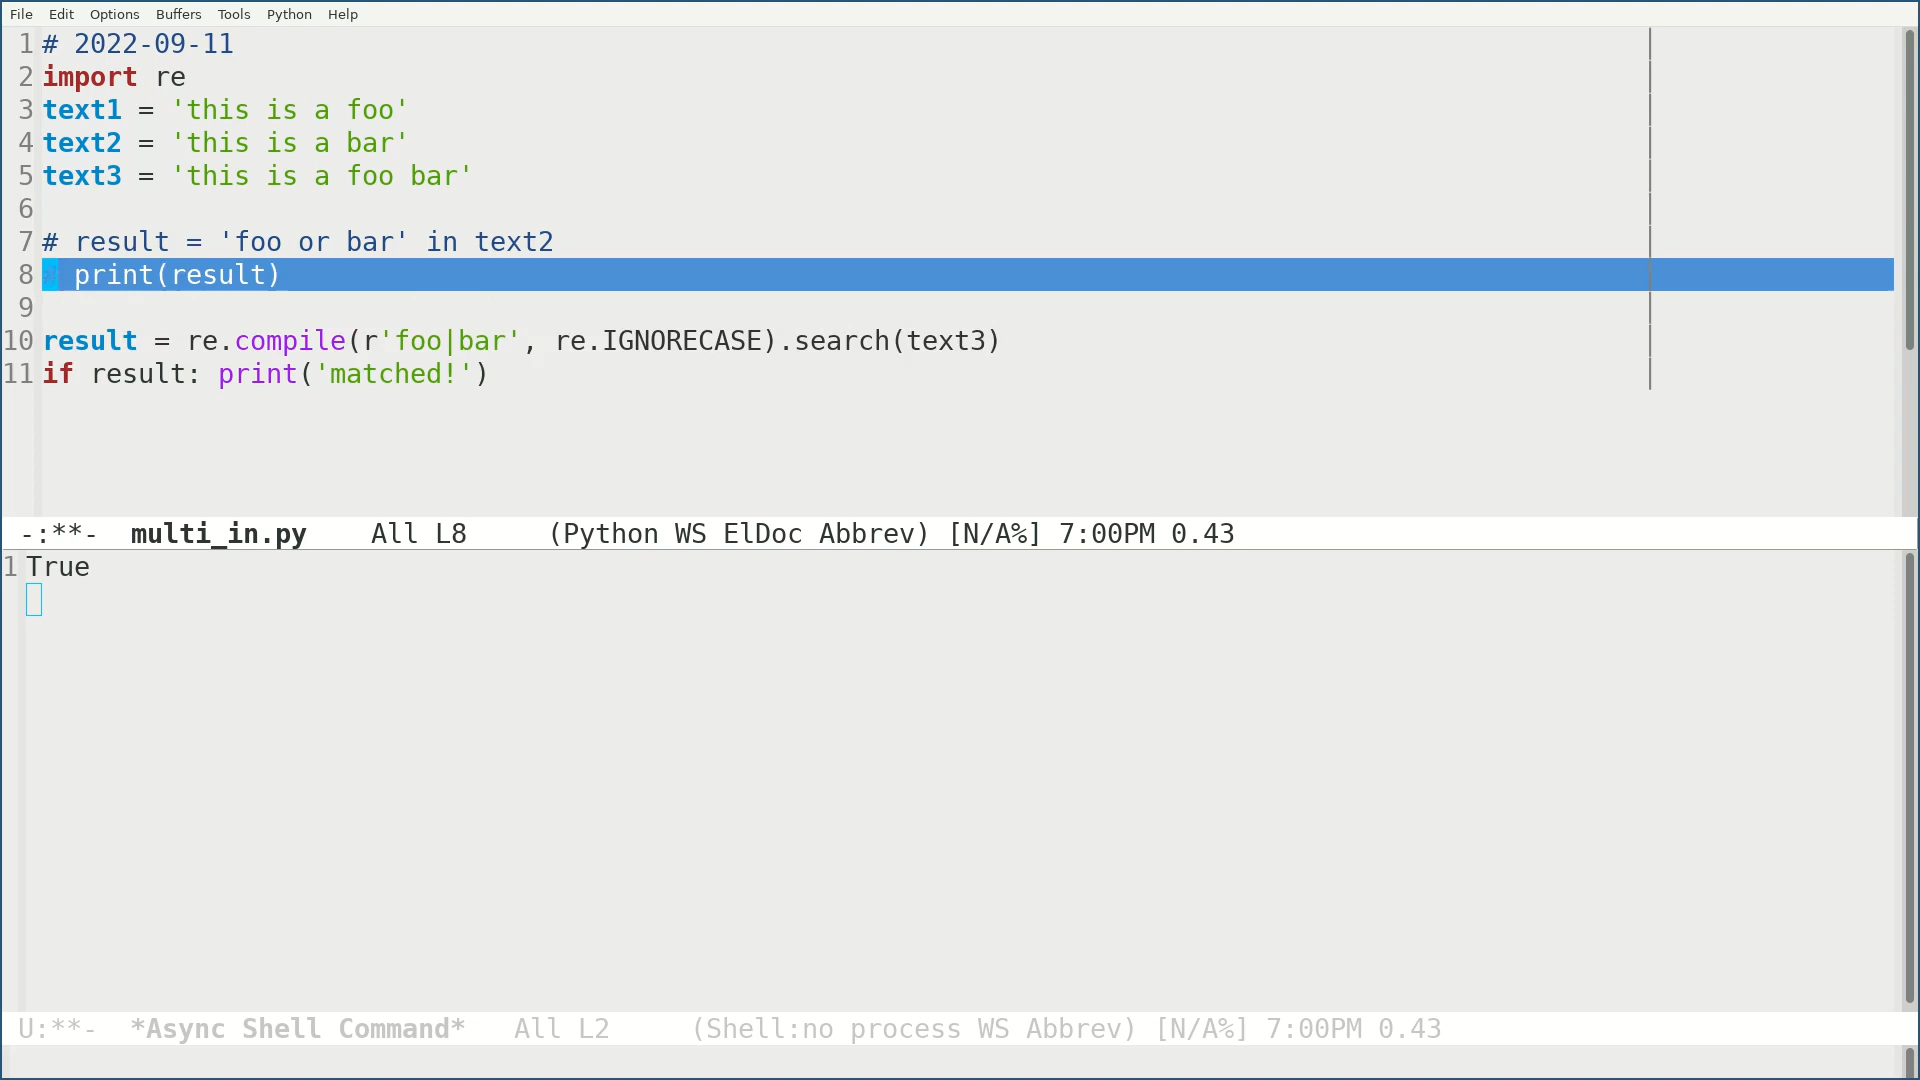 File Edit Options Buffers Tools Python Help
1 # 2022-09-11
2 import re
3 text1 = 'this is a foo'
4 text2 = 'this is a bar'
5 text3 = 'this is a foo bar'
6
7 # result = 'foo or bar' in text2
8 # print(result)
9
10 result = re.compile(r'foo|bar', re.IGNORECASE).search(text3)
11 if result: print('matched!')
-:**- multi_in.py All L8 (Python WS ElDoc Abbrev) [N/A%] 7:00PM 0.43
1 True
U:**- *Async Shell Command* All L2 (Shell:no process WS Abbrev) [N/A%] 7:00PM 0.43